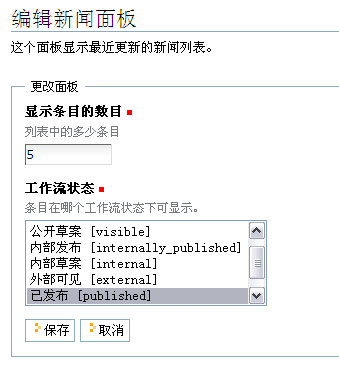 编辑新闻面板
这个面板显示最近更新的新闻列表。
更改面板
显示条目的数目
列表中的多少条目
5
工作流状态
条目在哪个工作流状态下可显示。
公开草案 [visible]
内部发布 [internally_published]
内部草案 [internal]
外部可见 [external]
已发布 [published]
保存 取消